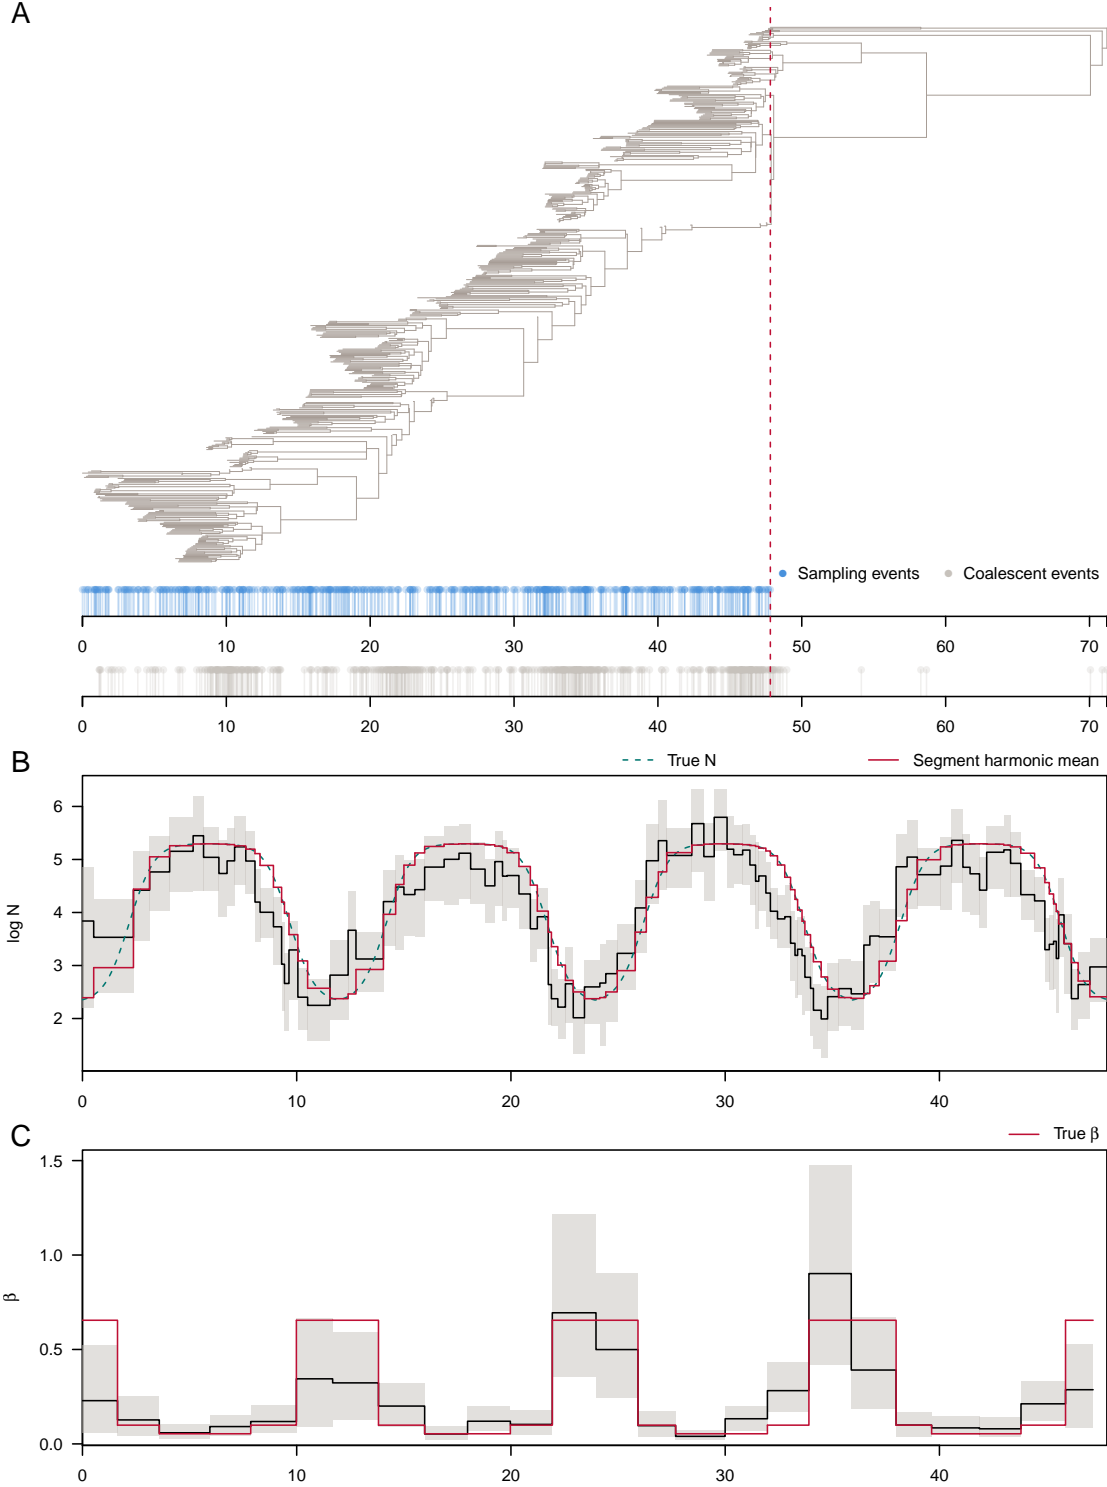 A
Sampling events Coalescent events
0 10 20 30 40 50 60 70
0 10 20 30 40 50 60 70
B
True N Segment harmonic mean
6
5
4
3
2
log N
0 10 20 30 40
C
True β
1.5
1.0
0.5
0.0
β
0 10 20 30 40